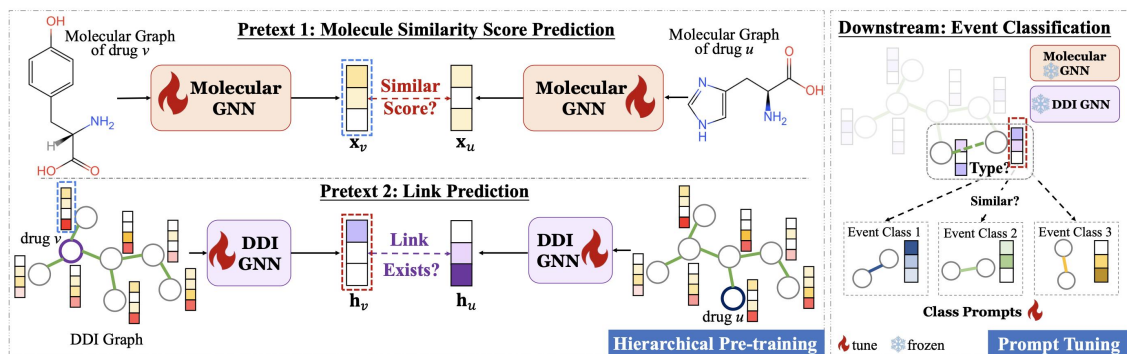 Pretext 1: Molecule Similarity Score Prediction
OH
Molecular Graph
of drug v
NH₂
H
HO
O
Molecular
GNN
x_v
Similar
Score?
x_u
Molecular
GNN
Molecular Graph
of drug u
N
N
H
O
OH
NH₂
Pretext 2: Link Prediction
drug v
DDI Graph
DDI
GNN
h_v
Link
Exists?
h_u
DDI
GNN
drug u
Hierarchical Pre-training
Downstream: Event Classification
Molecular
GNN
DDI GNN
Type?
Similar?
Event Class 1
Event Class 2
Event Class 3
Class Prompts
tune
frozen
Prompt Tuning